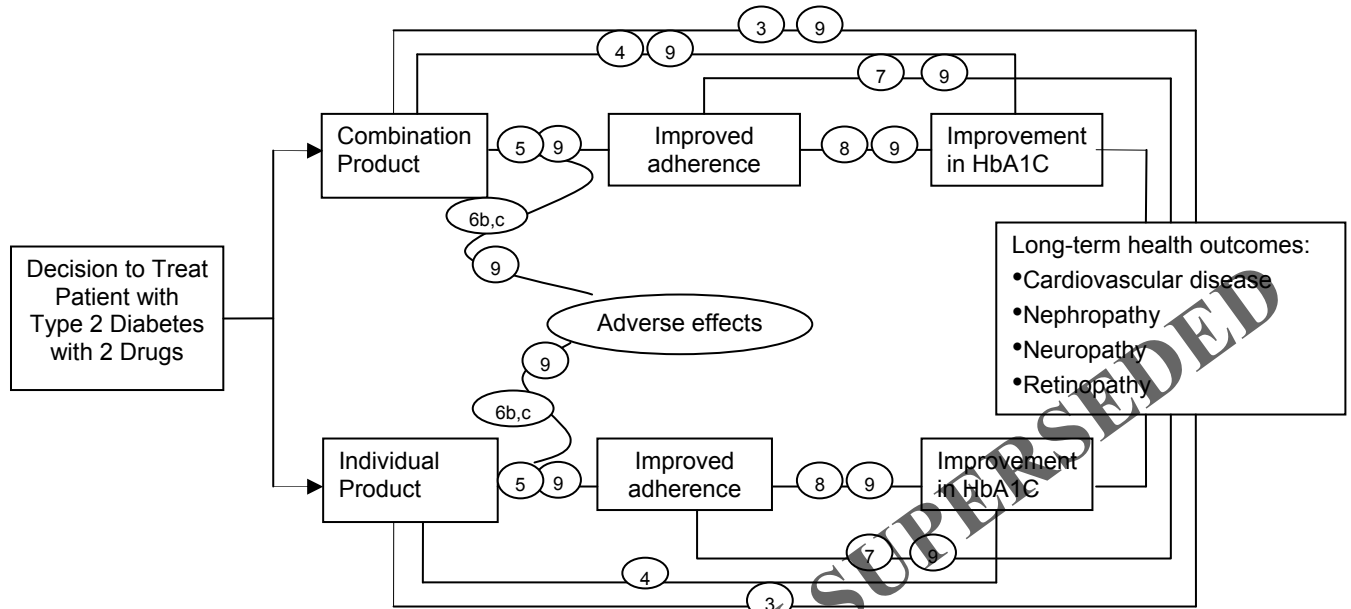 3 9
4 9
7 9
Combination
Product
5 9
Improved
adherence
8 9
Improvement
in HbA1C
6b,c
9
Decision to Treat
Patient with
Type 2 Diabetes
with 2 Drugs
Long-term health outcomes:
•Cardiovascular disease
•Nephropathy
•Neuropathy
•Retinopathy
Adverse effects
9
6b,c
Individual
Product
5 9
Improved
adherence
8 9
Improvement
in HbA1C
7 9
4
3
SUPERSEDED